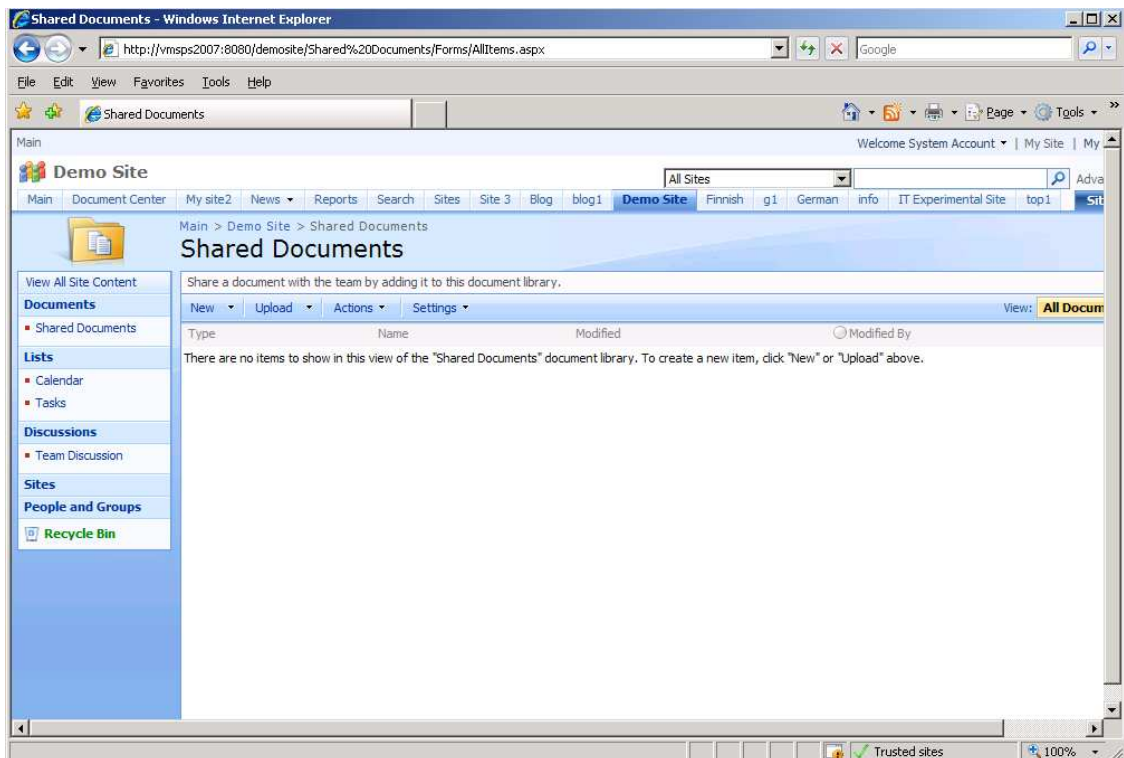 Shared Documents - Windows Internet Explorer
http://vmsps2007:8080/demosite/Shared%20Documents/Forms/AllItems.aspx
Google
File Edit View Favorites Tools Help
Shared Documents
Page Tools »
Main
Welcome System Account | My Site | My
Demo Site
All Sites
Adva
Main Document Center My site2 News Reports Search Sites Site 3 Blog blog1 Demo Site Finnish g1 German info IT Experimental Site top1 Sit
Main > Demo Site > Shared Documents
Shared Documents
View All Site Content
Share a document with the team by adding it to this document library.
Documents
New Upload Actions Settings
View: All Docum
Shared Documents
Type Name Modified Modified By
Lists
There are no items to show in this view of the "Shared Documents" document library. To create a new item, click "New" or "Upload" above.
Calendar
Tasks
Discussions
Team Discussion
Sites
People and Groups
Recycle Bin
Trusted sites
100%